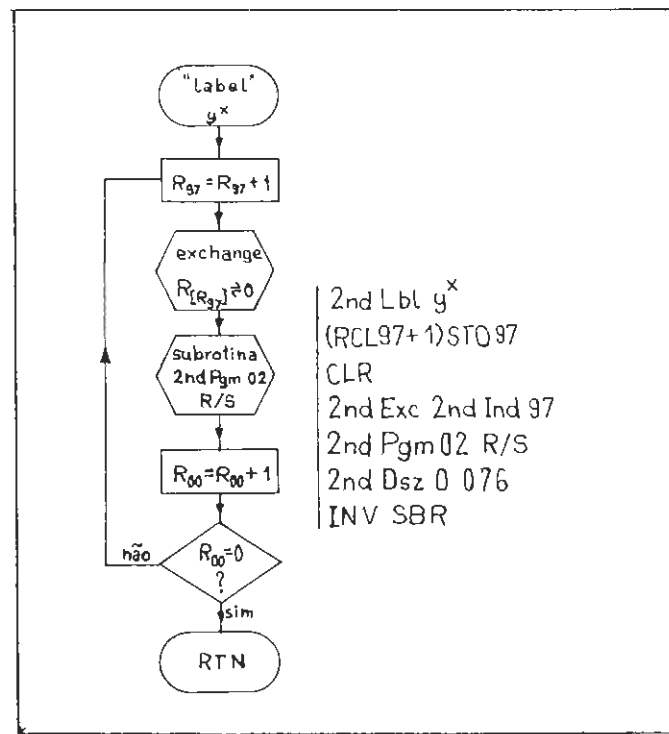 "label"
y^x
R97=R97+1
exchange
R[R97]⇄0
subrotina
2nd Pgm 02
R/S
R00=R00+1
não
R00=0
?
sim
RTN
2nd Lbl y^x
(RCL97+1)STO97
CLR
2nd Exc 2nd Ind 97
2nd Pgm 02 R/S
2nd Dsz 0 076
INV SBR